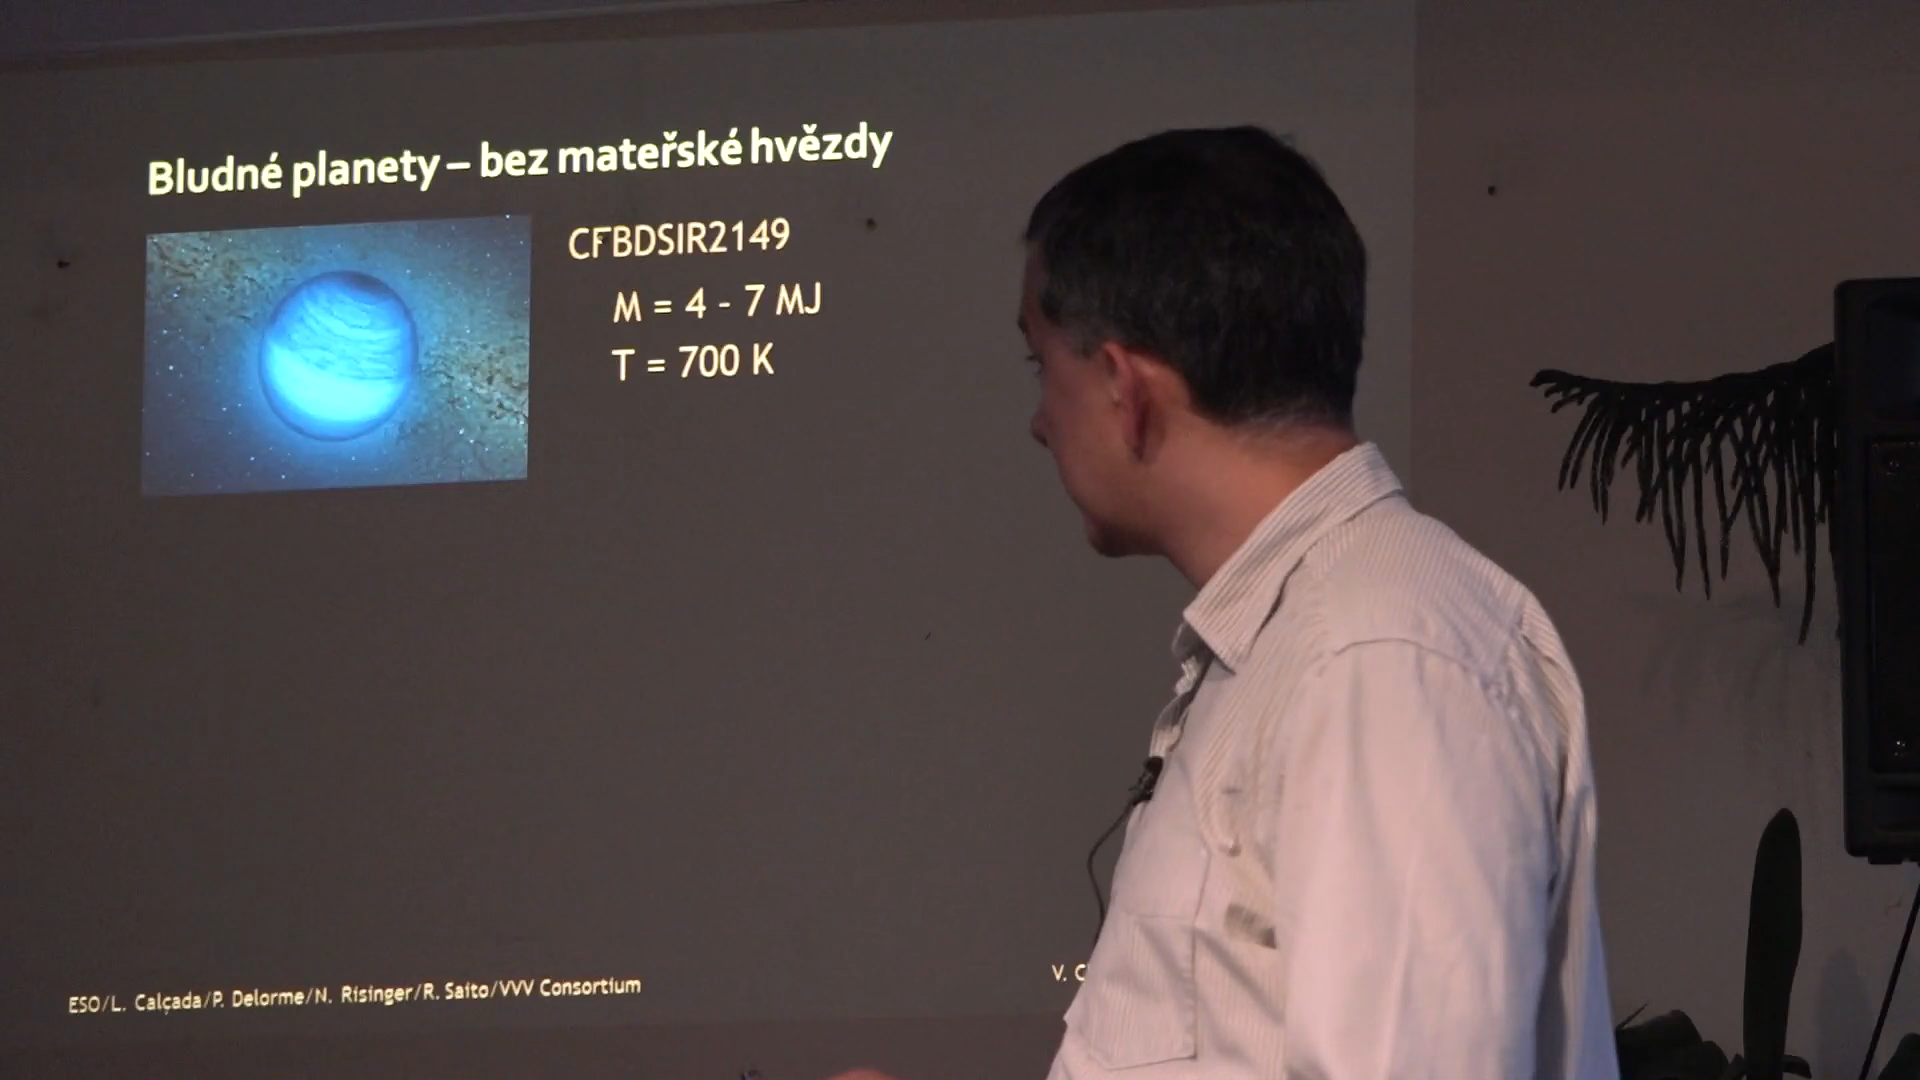 Bludné planety – bez mateřské hvězdy
CFBDSIR2149
M = 4 - 7 MJ
T = 700 K
ESO/L. Calçada/P. Delorme/N. Risinger/R. Saito/VVV Consortium
V. C